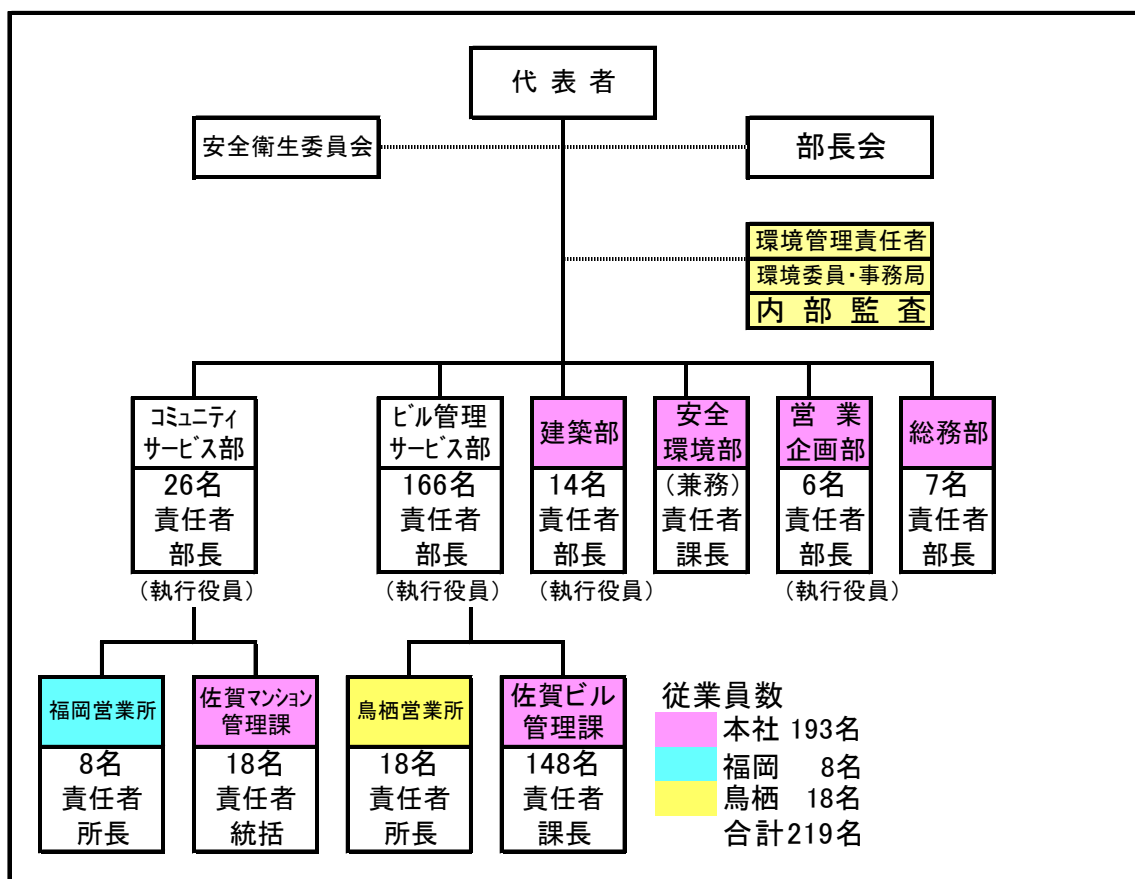 代表者
安全衛生委員会
部長会
環境管理責任者
環境委員・事務局
内部監査
コミュニティ
サービス部
26名
責任者
部長
(執行役員)
ビル管理
サービス部
166名
責任者
部長
(執行役員)
建築部
14名
責任者
部長
(執行役員)
安全
環境部
(兼務)
責任者
課長
営業
企画部
6名
責任者
部長
(執行役員)
総務部
7名
責任者
部長
福岡営業所
8名
責任者
所長
佐賀マンション
管理課
18名
責任者
統括
鳥栖営業所
18名
責任者
所長
佐賀ビル
管理課
148名
責任者
課長
従業員数
本社 193名
福岡 8名
鳥栖 18名
合計219名